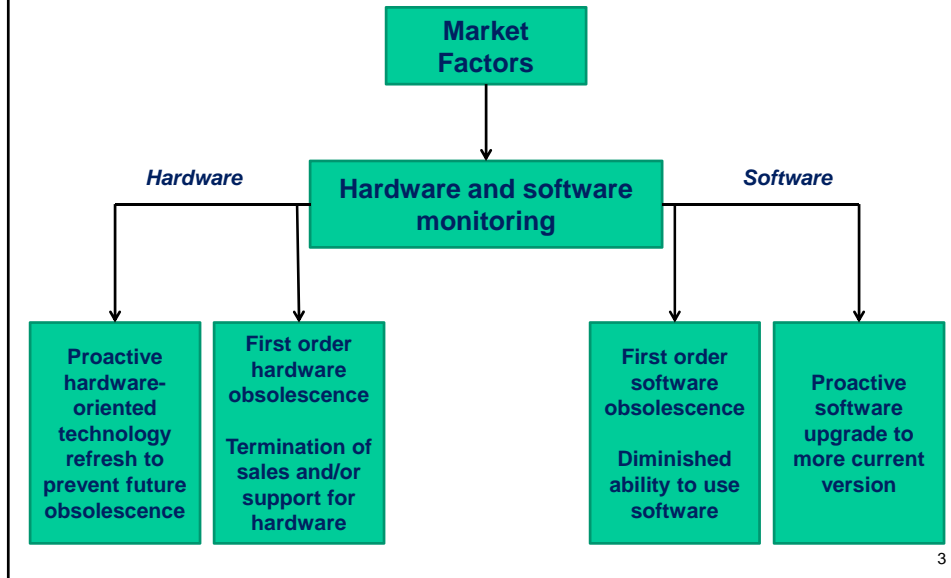 Market
Factors
Hardware
Hardware and software
monitoring
Software
Proactive
hardware-
oriented
technology
refresh to
prevent future
obsolescence
First order
hardware
obsolescence
Termination of
sales and/or
support for
hardware
First order
software
obsolescence
Diminished
ability to use
software
Proactive
software
upgrade to
more current
version
3